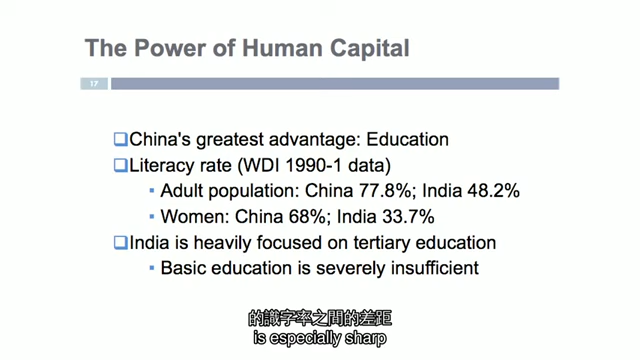 The Power of Human Capital
17
China's greatest advantage: Education
Literacy rate (WDI 1990-1 data)
Adult population: China 77.8%; India 48.2%
Women: China 68%; India 33.7%
India is heavily focused on tertiary education
Basic education is severely insufficient
的識字率之間的差距
is especially sharp